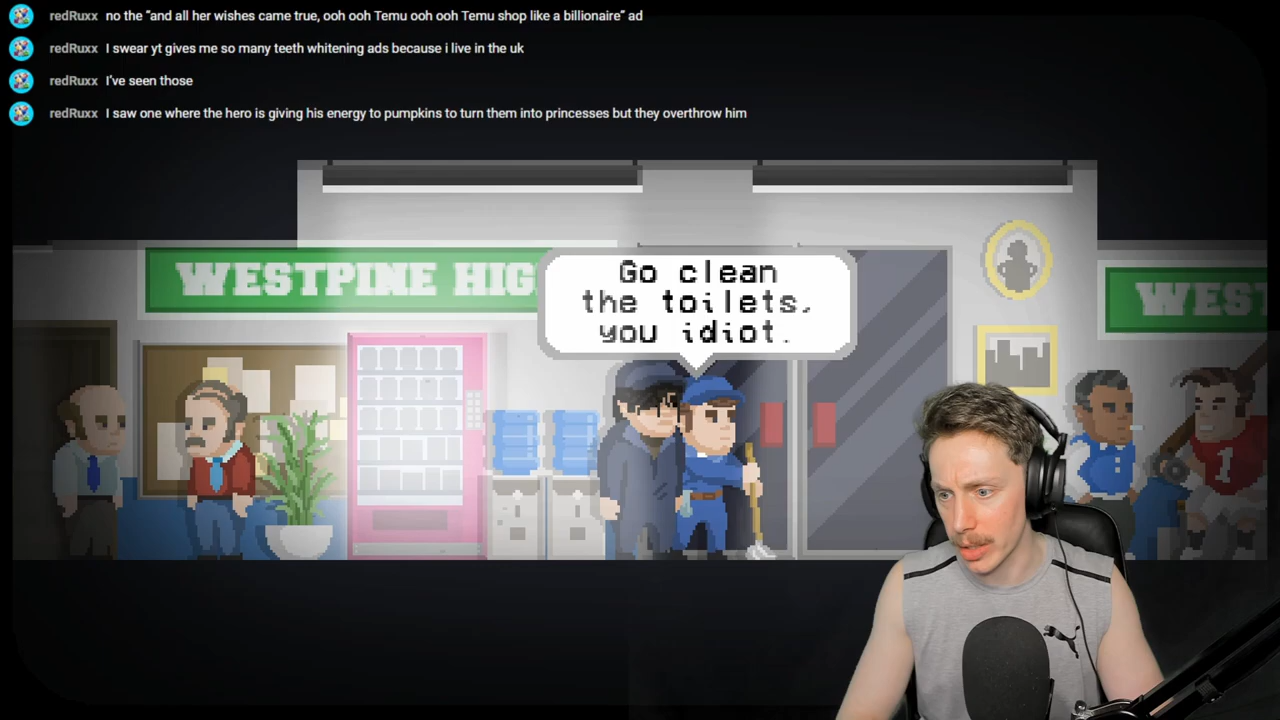 redRuxx no the “and all her wishes came true, ooh ooh Temu ooh ooh Temu shop like a billionaire” ad
redRuxx I swear yt gives me so many teeth whitening ads because i live in the uk
redRuxx I've seen those
redRuxx I saw one where the hero is giving his energy to pumpkins to turn them into princesses but they overthrow him
WESTPINE HIG
Go clean
the toilets,
you idiot.
WEST
1